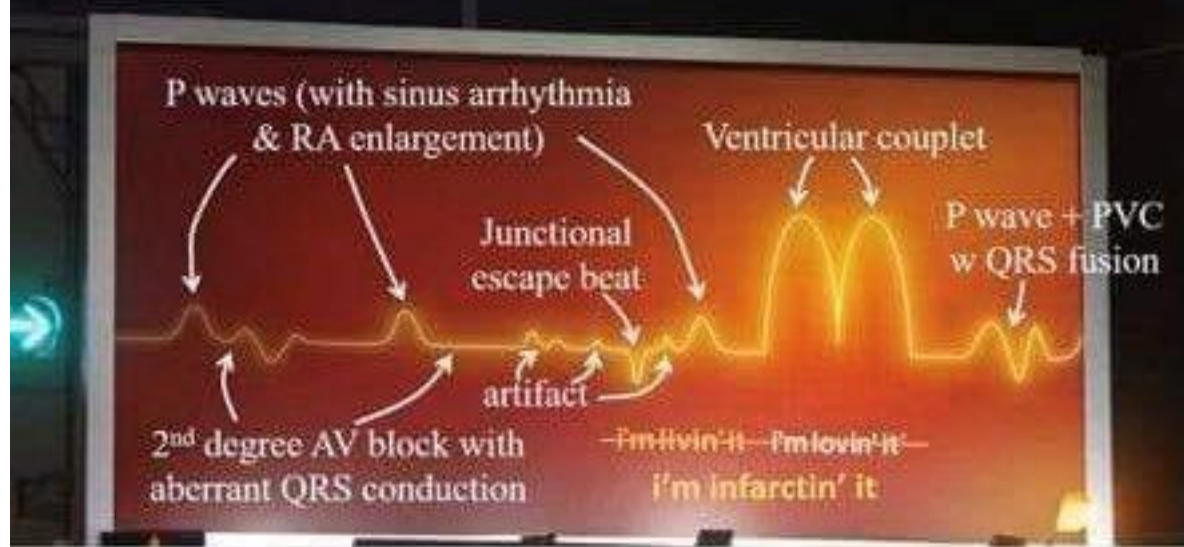 P waves (with sinus arrhythmia
& RA enlargement)
Ventricular couplet
Junctional
escape beat
P wave + PVC
w QRS fusion
artifact
2nd degree AV block with
aberrant QRS conduction
i'm livin' it i'm lovin' it
i'm infarctin' it